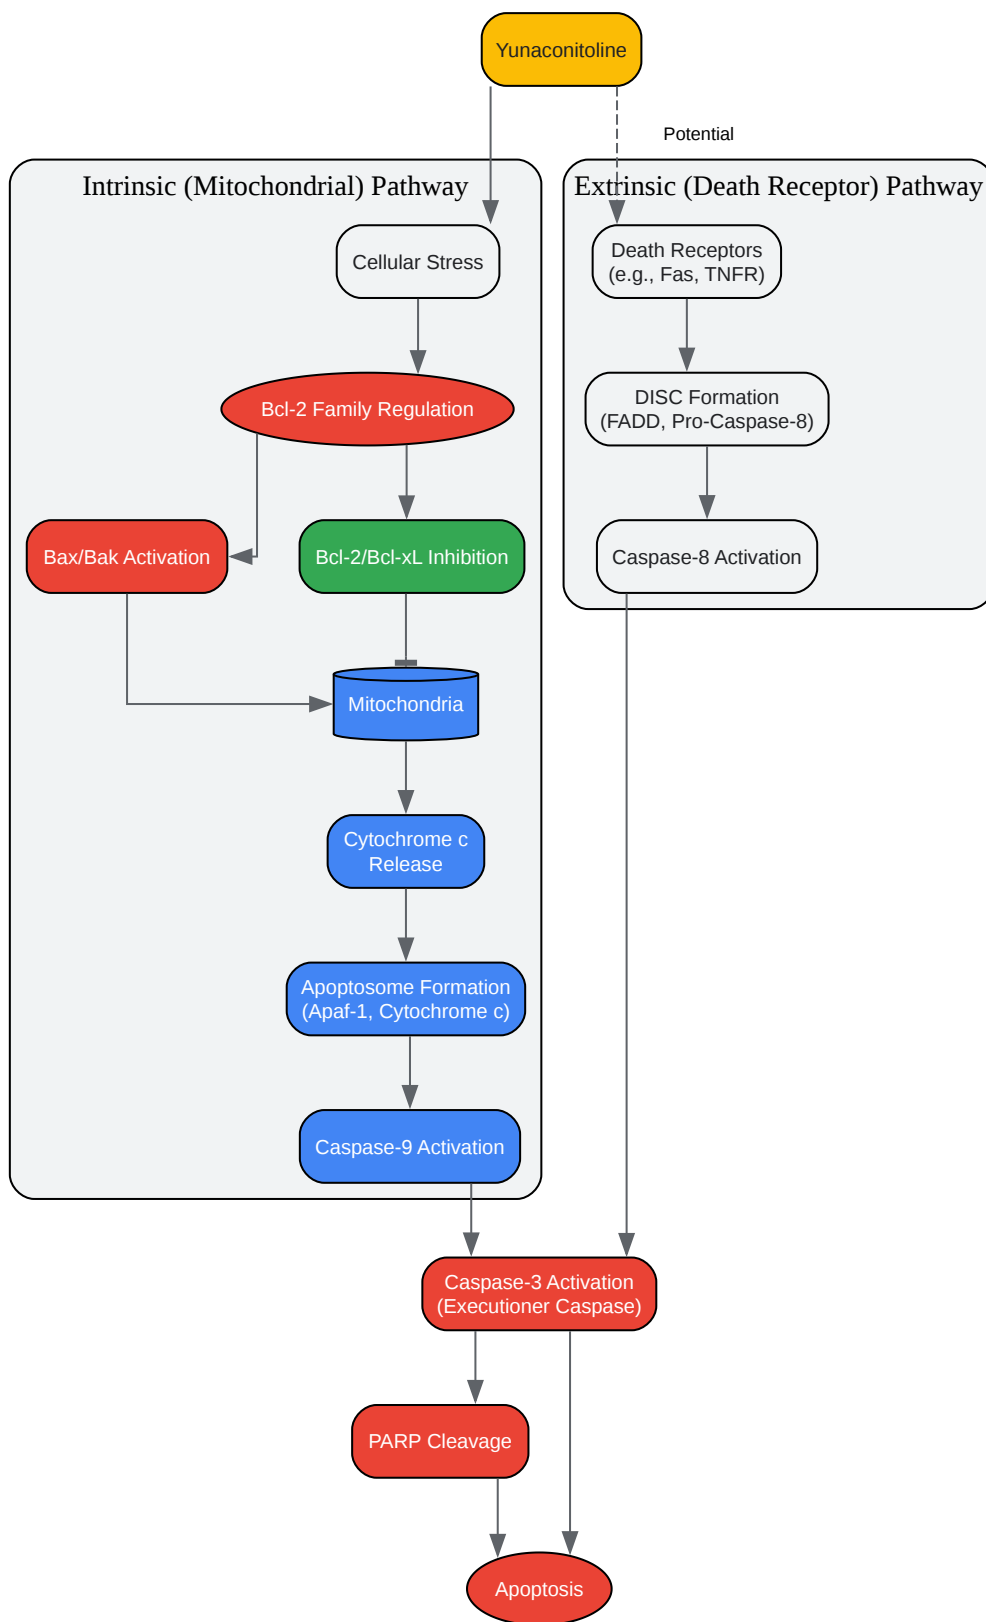 Yunaconitoline
Potential
Intrinsic (Mitochondrial) Pathway
Extrinsic (Death Receptor) Pathway
Cellular Stress
Death Receptors
(e.g., Fas, TNFR)
Bcl-2 Family Regulation
DISC Formation
(FADD, Pro-Caspase-8)
Bax/Bak Activation
Bcl-2/Bcl-xL Inhibition
Caspase-8 Activation
Mitochondria
Cytochrome c
Release
Apoptosome Formation
(Apaf-1, Cytochrome c)
Caspase-9 Activation
Caspase-3 Activation
(Executioner Caspase)
PARP Cleavage
Apoptosis